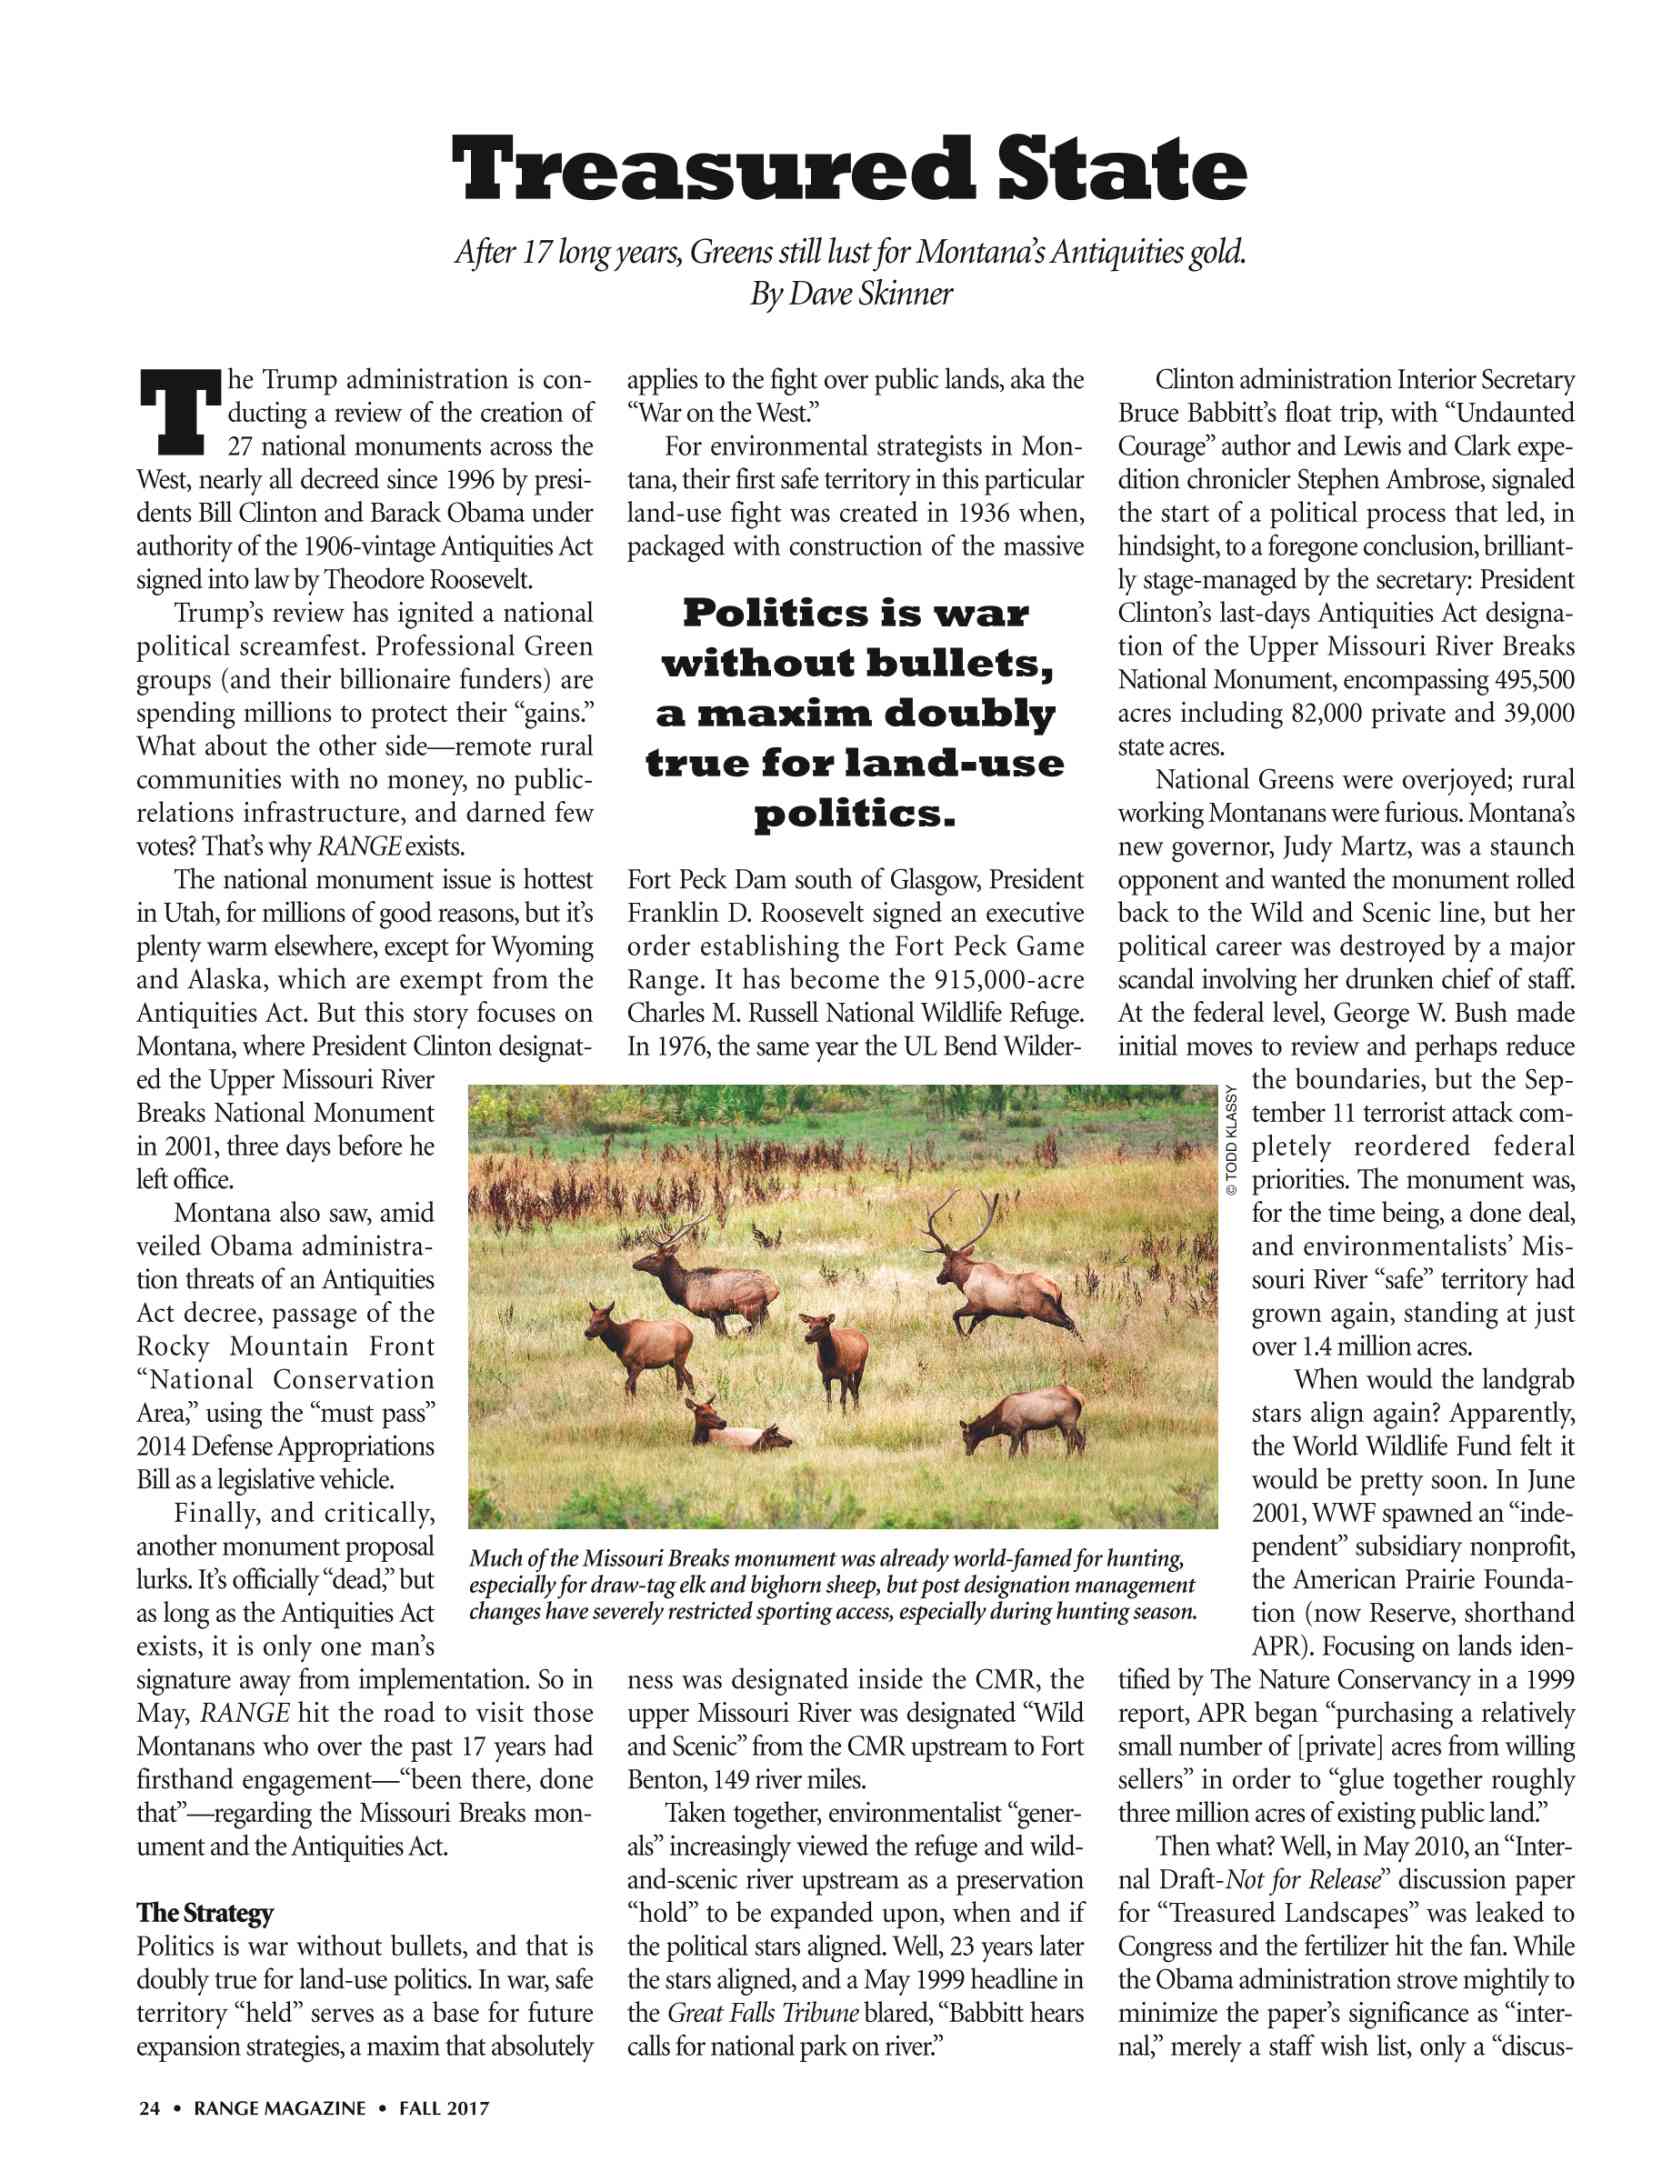 Treasured State
After 17 long years, Greens still lust for Montana’s Antiquities gold.
By Dave Skinner
The Trump administration is con-
ducting a review of the creation of
27 national monuments across the
West, nearly all decreed since 1996 by presi-
dents Bill Clinton and Barack Obama under
authority of the 1906-vintage Antiquities Act
signed into law by Theodore Roosevelt.
Trump’s review has ignited a national
political screamfest. Professional Green
groups (and their billionaire funders) are
spending millions to protect their “gains.”
What about the other side—remote rural
communities with no money, no public-
relations infrastructure, and darned few
votes? That’s why RANGE exists.
The national monument issue is hottest
in Utah, for millions of good reasons, but it’s
plenty warm elsewhere, except for Wyoming
and Alaska, which are exempt from the
Antiquities Act. But this story focuses on
Montana, where President Clinton designat-
ed the Upper Missouri River
Breaks National Monument
in 2001, three days before he
left office.
Montana also saw, amid
veiled Obama administra-
tion threats of an Antiquities
Act decree, passage of the
Rocky Mountain Front
“National Conservation
Area,” using the “must pass”
2014 Defense Appropriations
Bill as a legislative vehicle.
Finally, and critically,
another monument proposal
lurks. It’s officially “dead,” but
as long as the Antiquities Act
exists, it is only one man’s
signature away from implementation. So in
May, RANGE hit the road to visit those
Montanans who over the past 17 years had
firsthand engagement—“been there, done
that”—regarding the Missouri Breaks mon-
ument and the Antiquities Act.
The Strategy
Politics is war without bullets, and that is
doubly true for land-use politics. In war, safe
territory “held” serves as a base for future
expansion strategies, a maxim that absolutely
applies to the fight over public lands, aka the
“War on the West.”
For environmental strategists in Mon-
tana, their first safe territory in this particular
land-use fight was created in 1936 when,
packaged with construction of the massive
Politics is war
without bullets,
a maxim doubly
true for land-use
politics.
Fort Peck Dam south of Glasgow, President
Franklin D. Roosevelt signed an executive
order establishing the Fort Peck Game
Range. It has become the 915,000-acre
Charles M. Russell National Wildlife Refuge.
In 1976, the same year the UL Bend Wilder-
© TODD KLASSY
Much of the Missouri Breaks monument was already world-famed for hunting,
especially for draw-tag elk and bighorn sheep, but post designation management
changes have severely restricted sporting access, especially during hunting season.
ness was designated inside the CMR, the
upper Missouri River was designated “Wild
and Scenic” from the CMR upstream to Fort
Benton, 149 river miles.
Taken together, environmentalist “gener-
als” increasingly viewed the refuge and wild-
and-scenic river upstream as a preservation
“hold” to be expanded upon, when and if
the political stars aligned. Well, 23 years later
the stars aligned, and a May 1999 headline in
the Great Falls Tribune blared, “Babbitt hears
calls for national park on river.”
Clinton administration Interior Secretary
Bruce Babbitt’s float trip, with “Undaunted
Courage” author and Lewis and Clark expe-
dition chronicler Stephen Ambrose, signaled
the start of a political process that led, in
hindsight, to a foregone conclusion, brilliant-
ly stage-managed by the secretary: President
Clinton’s last-days Antiquities Act designa-
tion of the Upper Missouri River Breaks
National Monument, encompassing 495,500
acres including 82,000 private and 39,000
state acres.
National Greens were overjoyed; rural
working Montanans were furious. Montana’s
new governor, Judy Martz, was a staunch
opponent and wanted the monument rolled
back to the Wild and Scenic line, but her
political career was destroyed by a major
scandal involving her drunken chief of staff.
At the federal level, George W. Bush made
initial moves to review and perhaps reduce
the boundaries, but the Sep-
tember 11 terrorist attack com-
pletely reordered federal
priorities. The monument was,
for the time being, a done deal,
and environmentalists’ Mis-
souri River “safe” territory had
grown again, standing at just
over 1.4 million acres.
When would the landgrab
stars align again? Apparently,
the World Wildlife Fund felt it
would be pretty soon. In June
2001, WWF spawned an “inde-
pendent” subsidiary nonprofit,
the American Prairie Founda-
tion (now Reserve, shorthand
APR). Focusing on lands iden-
tified by The Nature Conservancy in a 1999
report, APR began “purchasing a relatively
small number of [private] acres from willing
sellers” in order to “glue together roughly
three million acres of existing public land.”
Then what? Well, in May 2010, an “Inter-
nal Draft-Not for Release” discussion paper
for “Treasured Landscapes” was leaked to
Congress and the fertilizer hit the fan. While
the Obama administration strove mightily to
minimize the paper’s significance as “inter-
nal,” merely a staff wish list, only a “discus-
24 • RANGE MAGAZINE • FALL 2017